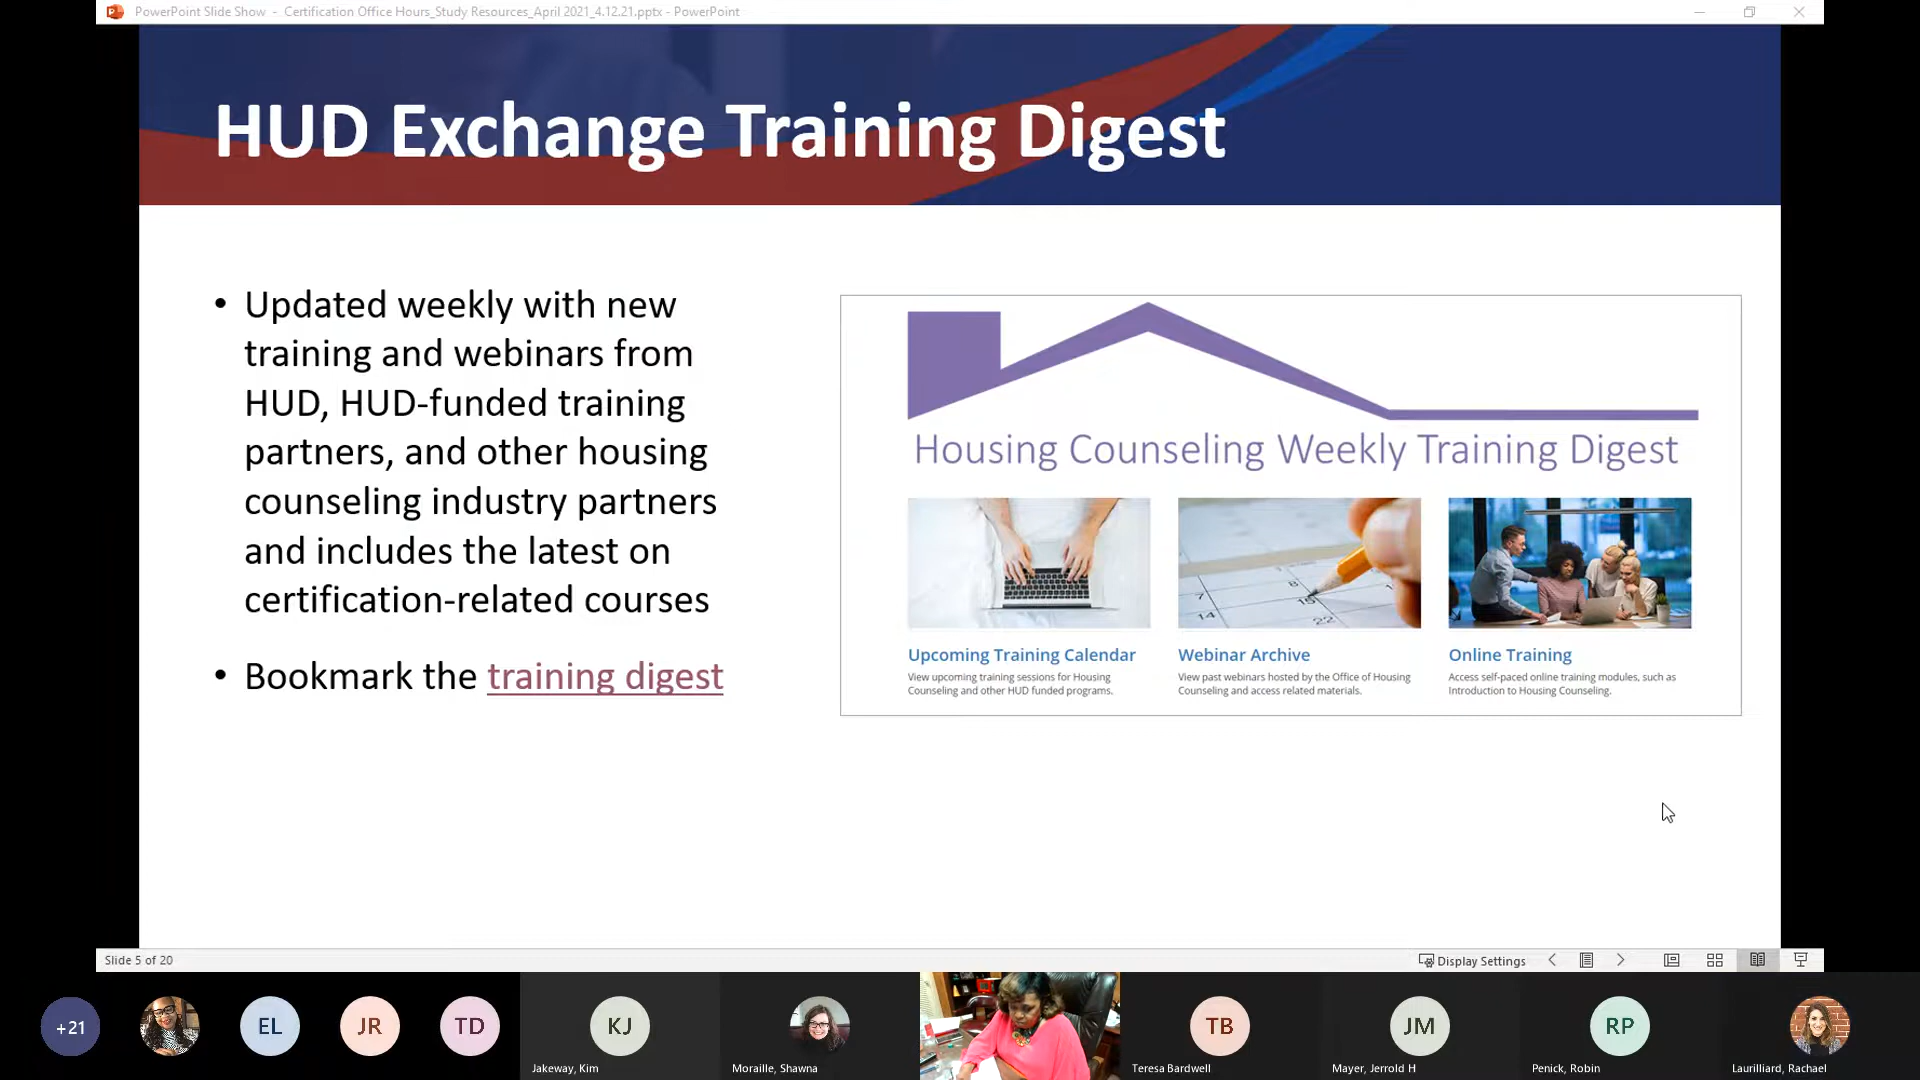 PowerPoint Slide Show - Certification Office Hours_Study Resources_April 2021_4.12.21.pptx - PowerPoint
HUD Exchange Training Digest
• Updated weekly with new
training and webinars from
HUD, HUD-funded training
partners, and other housing
counseling industry partners
and includes the latest on
certification-related courses
• Bookmark the training digest
Housing Counseling Weekly Training Digest
7
8
14
15
22
Upcoming Training Calendar
View upcoming training sessions for Housing
Counseling and other HUD funded programs.
Webinar Archive
View past webinars hosted by the Office of Housing
Counseling and access related materials.
Online Training
Access self-paced online training modules, such as
Introduction to Housing Counseling.
Slide 5 of 20
Display Settings
+21
EL
JR
TD
KJ
Jakeway, Kim
Moraille, Shawna
TB
Teresa Bardwell
JM
Mayer, Jerrold H
RP
Penick, Robin
Laurilliard, Rachael